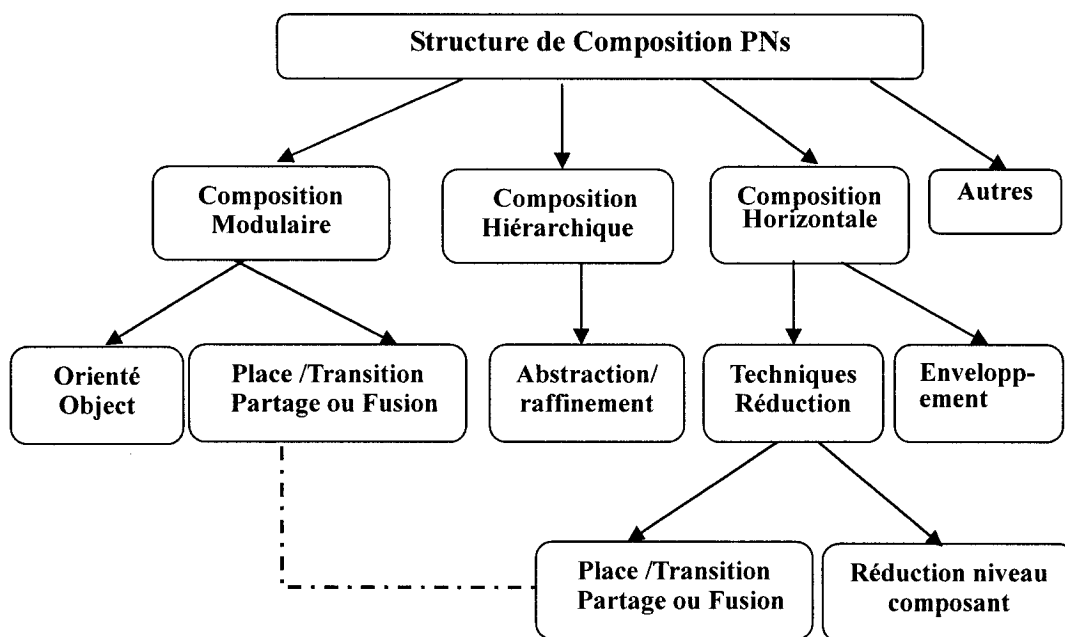 Structure de Composition PNs
Composition
Modulaire
Composition
Hiérarchique
Composition
Horizontale
Autres
Orienté
Object
Place /Transition
Partage ou Fusion
Abstraction/
raffinement
Techniques
Réduction
Envelopp-
ement
Place /Transition
Partage ou Fusion
Réduction niveau
composant